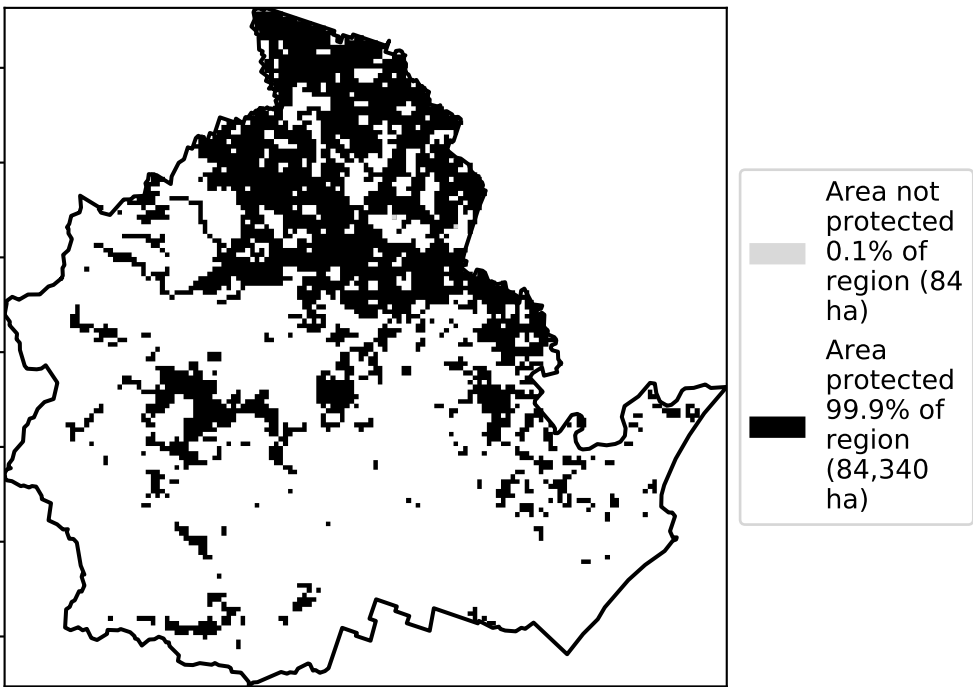 Area not
protected
0.1% of
region (84
ha)
Area
protected
99.9% of
region
(84,340
ha)